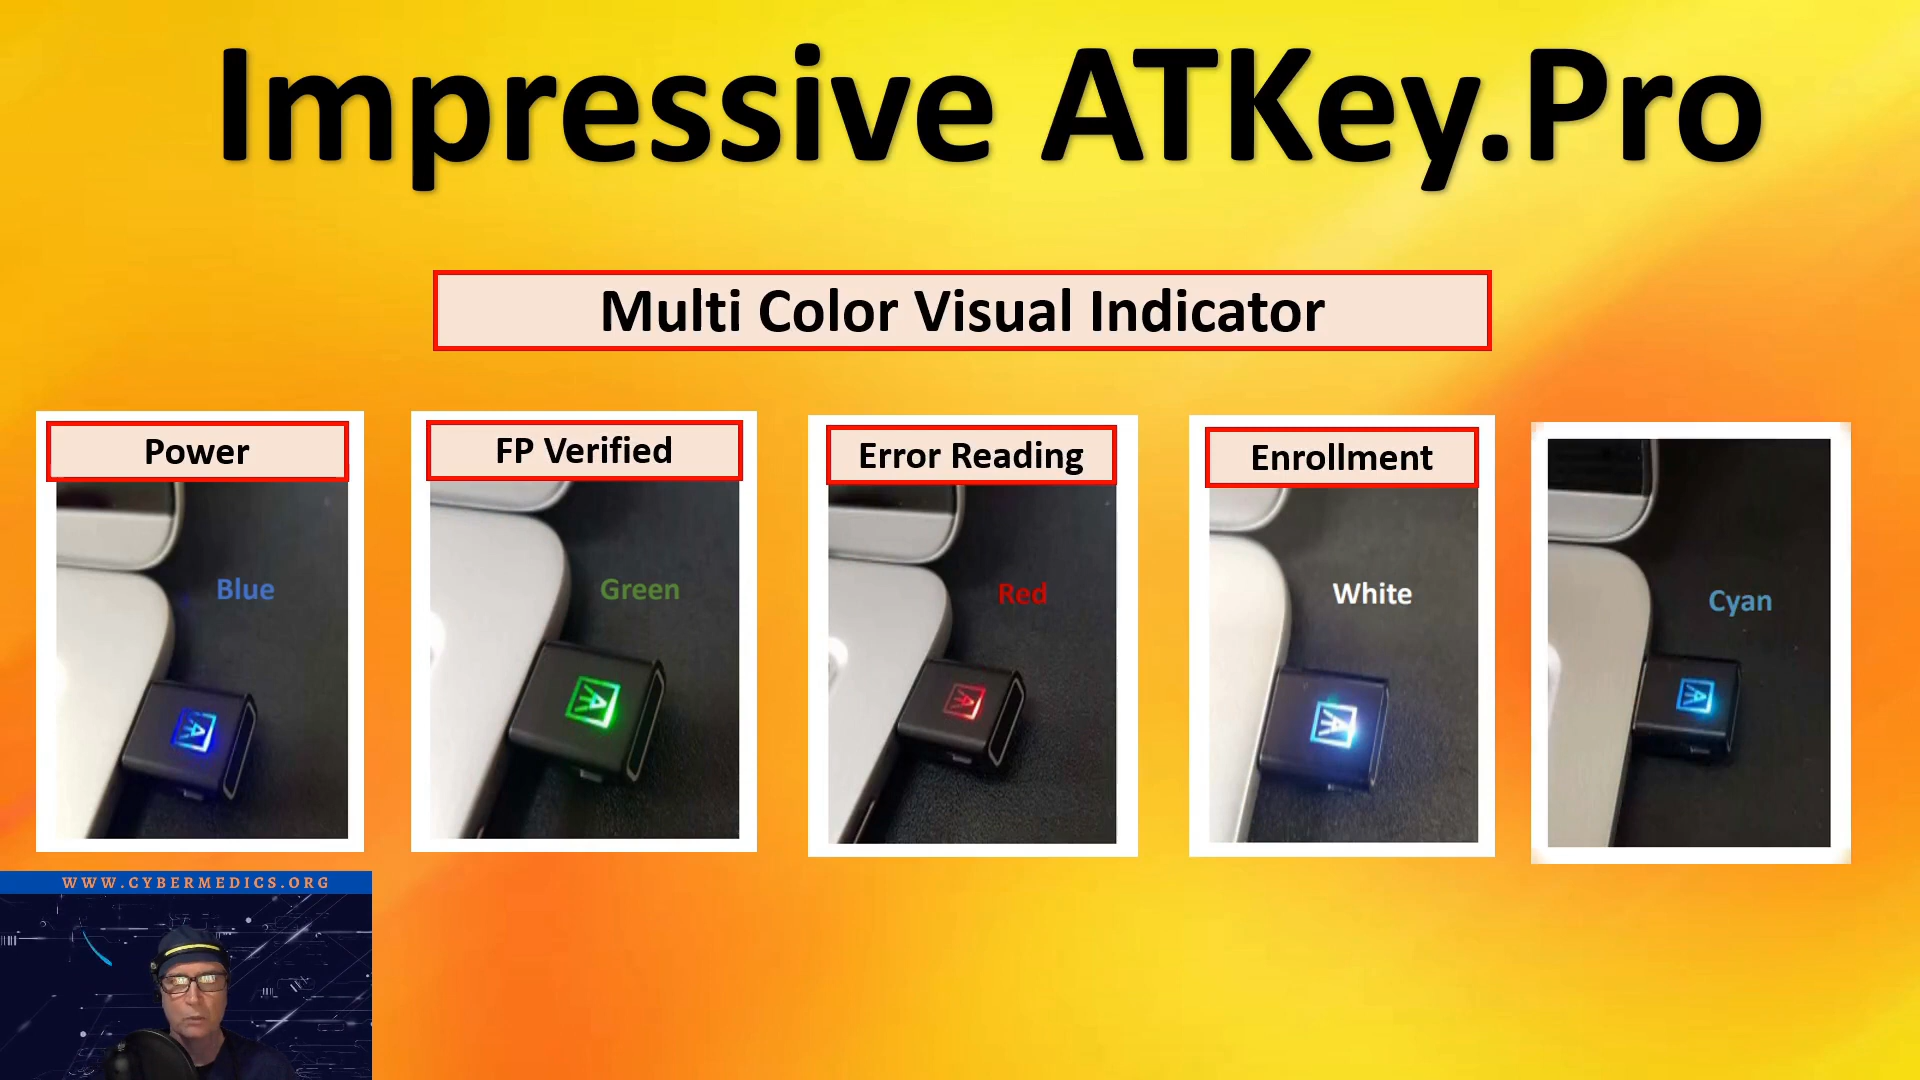 Impressive ATKey.Pro
Multi Color Visual Indicator
Power
FP Verified
Error Reading
Enrollment
Blue
Green
Red
White
Cyan
WWW.CYBERMEDICS.ORG